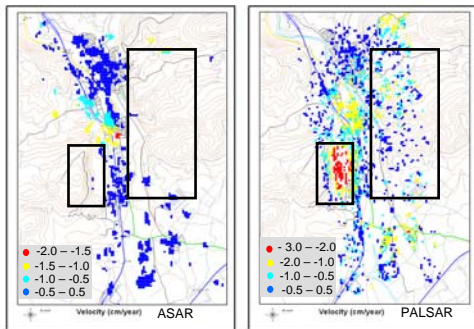 -2.0 – -1.5
-1.5 – -1.0
-1.0 – -0.5
-0.5 – 0.5
Velocity (cm/year)
ASAR
- 3.0 – -2.0
-2.0 – -1.0
-1.0 – -0.5
-0.5 – 0.5
Velocity (cm/year)
PALSAR